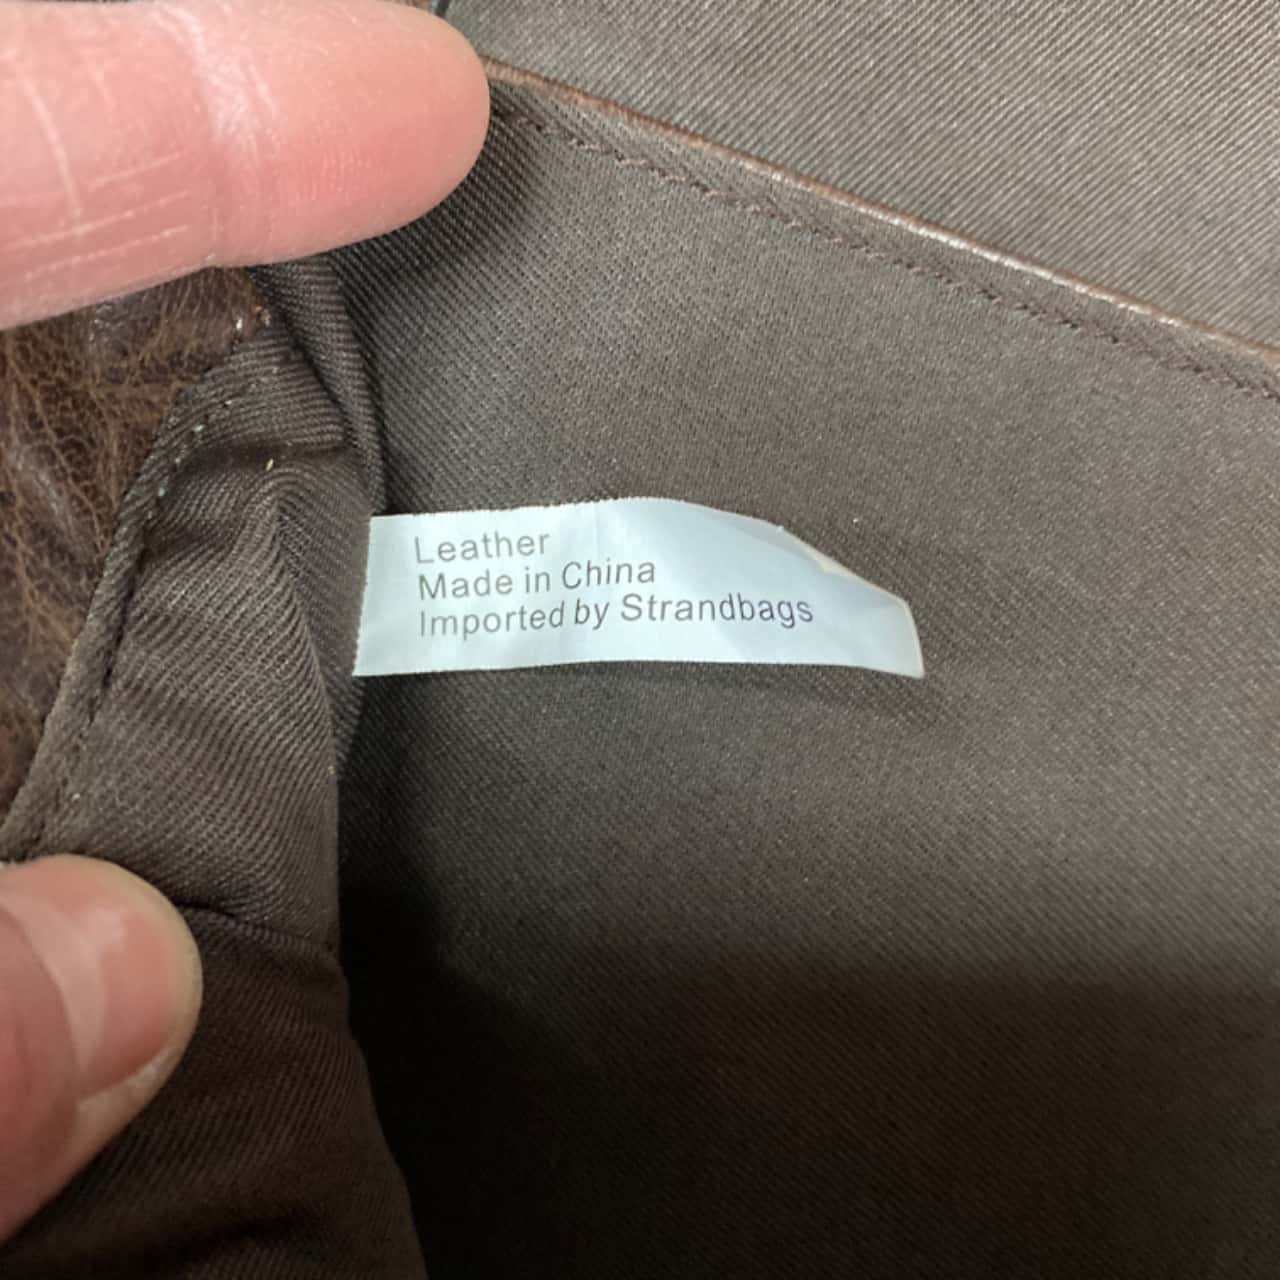 Leather
Made in China
Imported by Strandbags